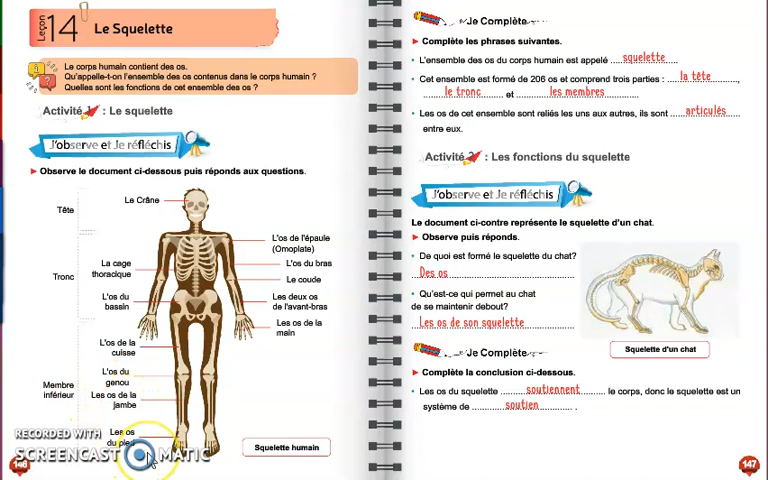 Leçon 14 Le Squelette
Le corps humain contient des os.
Qu'appelle-t-on l'ensemble des os contenus dans le corps humain ?
Quelles sont les fonctions de cet ensemble des os ?
Activité 1 : Le squelette
J'observe et Je réfléchis
► Observe le document ci-dessous puis réponds aux questions.
Le Crâne
Tête
L'os de l'épaule
(Omoplate)
La cage
thoracique
L'os du bras
Tronc
Le coude
L'os du
bassin
Les deux os
de l'avant-bras
Les os de la
main
L'os de la
cuisse
L'os du
genou
Membre
inférieur
Les os de la
jambe
Les os
du pied
Squelette humain
146
RECORDED WITH
SCREENCAST MATIC
Je Complète
► Complète les phrases suivantes.
• L'ensemble des os du corps humain est appelé squelette
• Cet ensemble est formé de 206 os et comprend trois parties : la tête,
le tronc et les membres
• Les os de cet ensemble sont reliés les uns aux autres, ils sont articulés
entre eux.
Activité 2 : Les fonctions du squelette
J'observe et Je réfléchis
Le document ci-contre représente le squelette d'un chat.
► Observe puis réponds.
• De quoi est formé le squelette du chat?
Des os
• Qu'est-ce qui permet au chat
de se maintenir debout?
Les os de son squelette
Squelette d'un chat
Je Complète
► Complète la conclusion ci-dessous.
• Les os du squelette soutiennent le corps, donc le squelette est un
système de soutien .
147